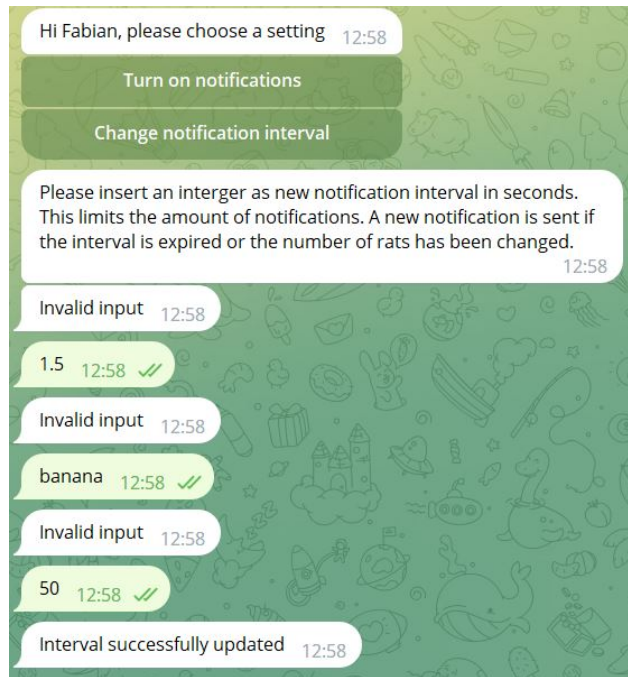 Hi Fabian, please choose a setting 12:58
Turn on notifications
Change notification interval
Please insert an interger as new notification interval in seconds.
This limits the amount of notifications. A new notification is sent if
the interval is expired or the number of rats has been changed.
12:58
Invalid input 12:58
1.5 12:58
Invalid input 12:58
banana 12:58
Invalid input 12:58
50 12:58
Interval successfully updated 12:58